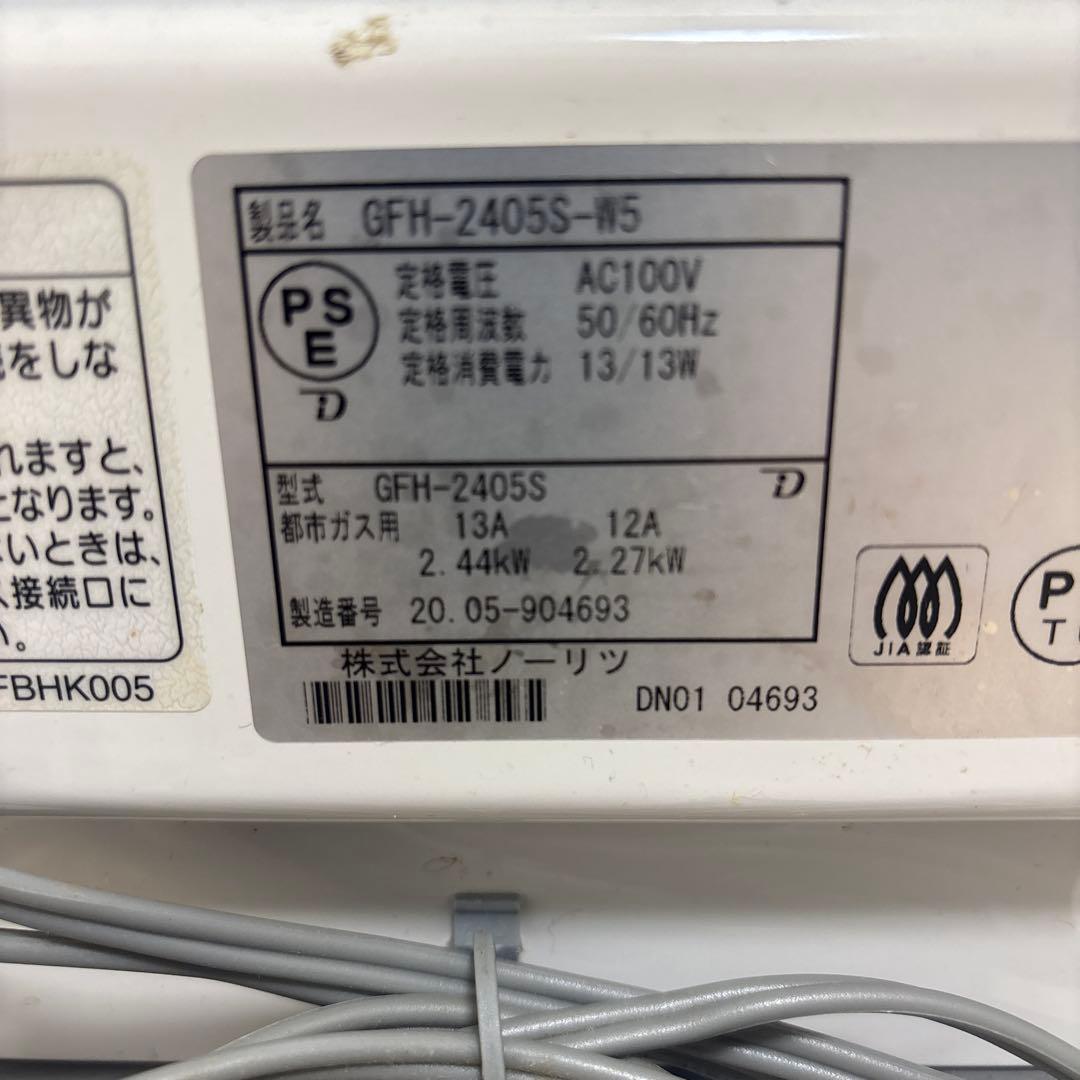 異物が
をしな
れますと、
となります。
いときは、
接続口に
い。
FBHK005
製品名 GFH-2405S-W5
PSE
定格電圧 AC100V
定格周波数 50/60Hz
定格消費電力 13/13W
型式 GFH-2405S
都市ガス用 13A 12A
2.44kW 2.27kW
製造番号 20.05-904693
株式会社ノーリツ
DN01 04693
JIA認証
P
T